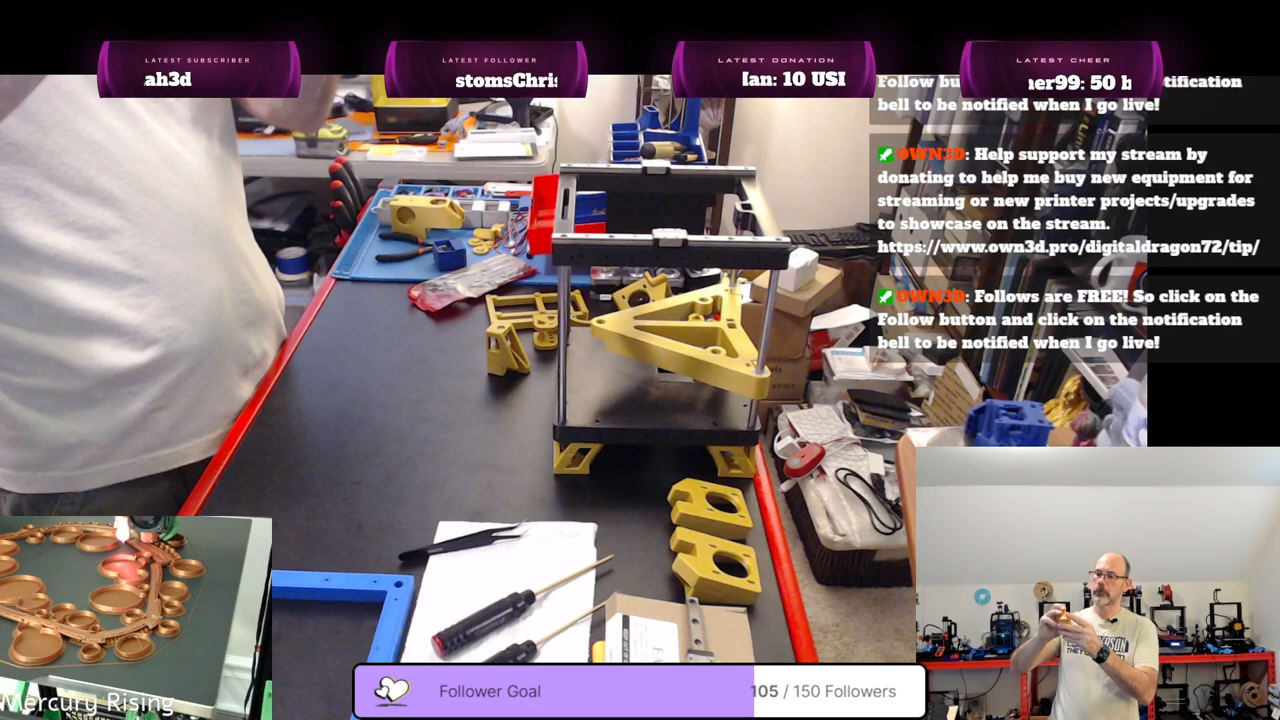 LATEST SUBSCRIBER
ah3d
LATEST FOLLOWER
stomsChris
LATEST DONATION
Ian: 10 USD
LATEST CHEER
ner99: 50 b
Follow bu tification
bell to be notified when I go live!
OWN3D: Help support my stream by
donating to help me buy new equipment for
streaming or new printer projects/upgrades
to showcase on the stream.
https://www.own3d.pro/digitaldragon72/tip/
OWN3D: Follows are FREE! So click on the
Follow button and click on the notification
bell to be notified when I go live!
Mercury Rising
Follower Goal
105 / 150 Followers